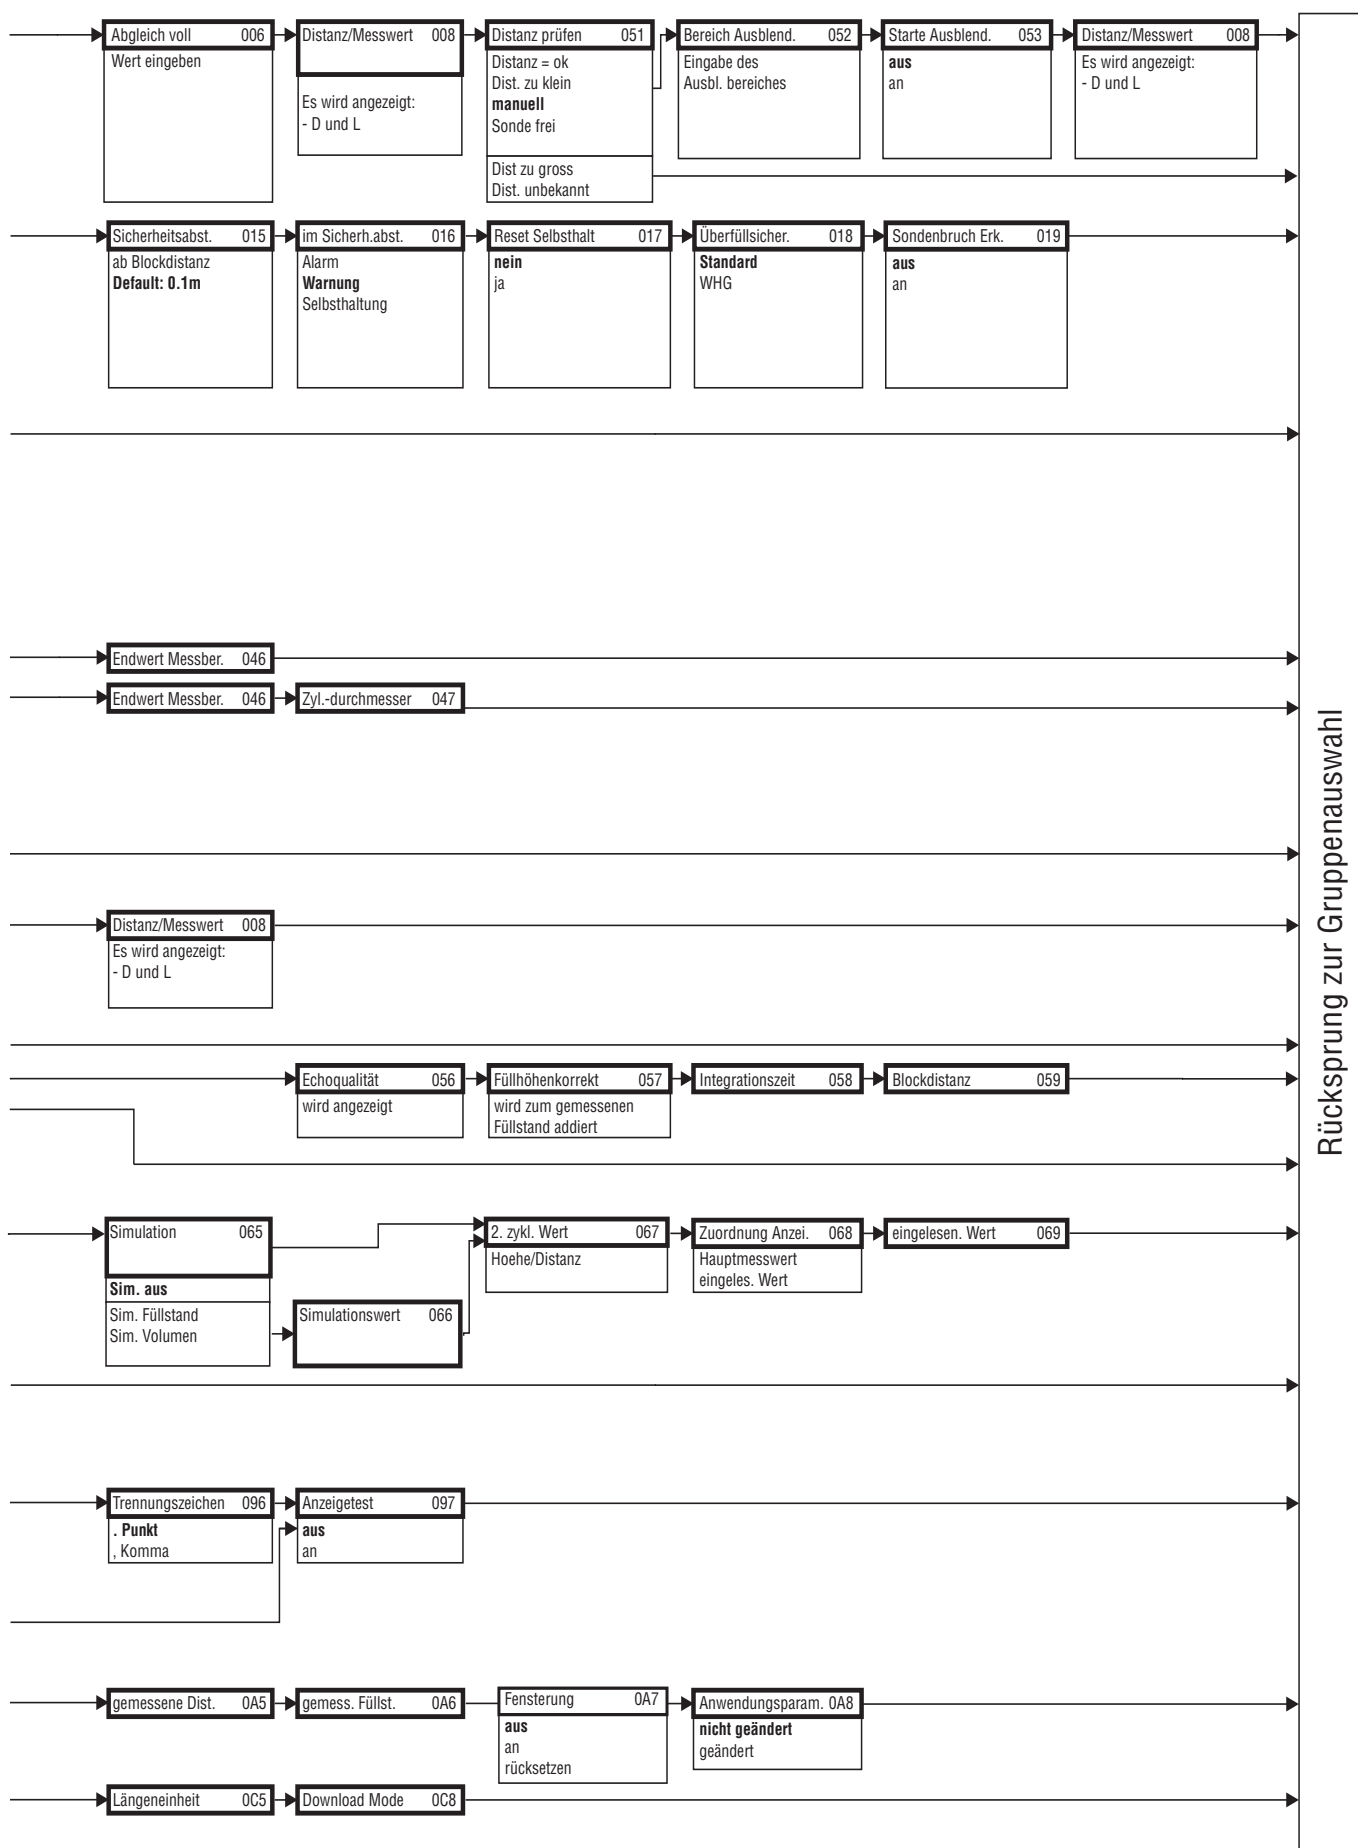 Abgleich voll 006
Wert eingeben
Distanz/Messwert 008
Es wird angezeigt:
- D und L
Distanz prüfen 051
Distanz = ok
Dist. zu klein
manuell
Sonde frei
Dist zu gross
Dist. unbekannt
Bereich Ausblend. 052
Eingabe des
Ausbl. bereiches
Starte Ausblend. 053
aus
an
Distanz/Messwert 008
Es wird angezeigt:
- D und L
Sicherheitsabst. 015
ab Blockdistanz
Default: 0.1m
im Sicherh.abst. 016
Alarm
Warnung
Selbsthaltung
Reset Selbsthalt 017
nein
ja
Überfüllsicher. 018
Standard
WHG
Sondenbruch Erk. 019
aus
an
Endwert Messber. 046
Endwert Messber. 046
Zyl.-durchmesser 047
Distanz/Messwert 008
Es wird angezeigt:
- D und L
Echoqualität 056
wird angezeigt
Füllhöhenkorrekt 057
wird zum gemessenen
Füllstand addiert
Integrationszeit 058
Blockdistanz 059
Simulation 065
Sim. aus
Sim. Füllstand
Sim. Volumen
Simulationswert 066
2. zykl. Wert 067
Hoehe/Distanz
Zuordnung Anzei. 068
Hauptmesswert
eingeles. Wert
eingelesen. Wert 069
Trennungszeichen 096
. Punkt
, Komma
Anzeigetest 097
aus
an
gemessene Dist. 0A5
gemess. Füllst. 0A6
Fensterung 0A7
aus
an
rücksetzen
Anwendungsparam. 0A8
nicht geändert
geändert
Längeneinheit 0C5
Download Mode 0C8
Rücksprung zur Gruppenauswahl